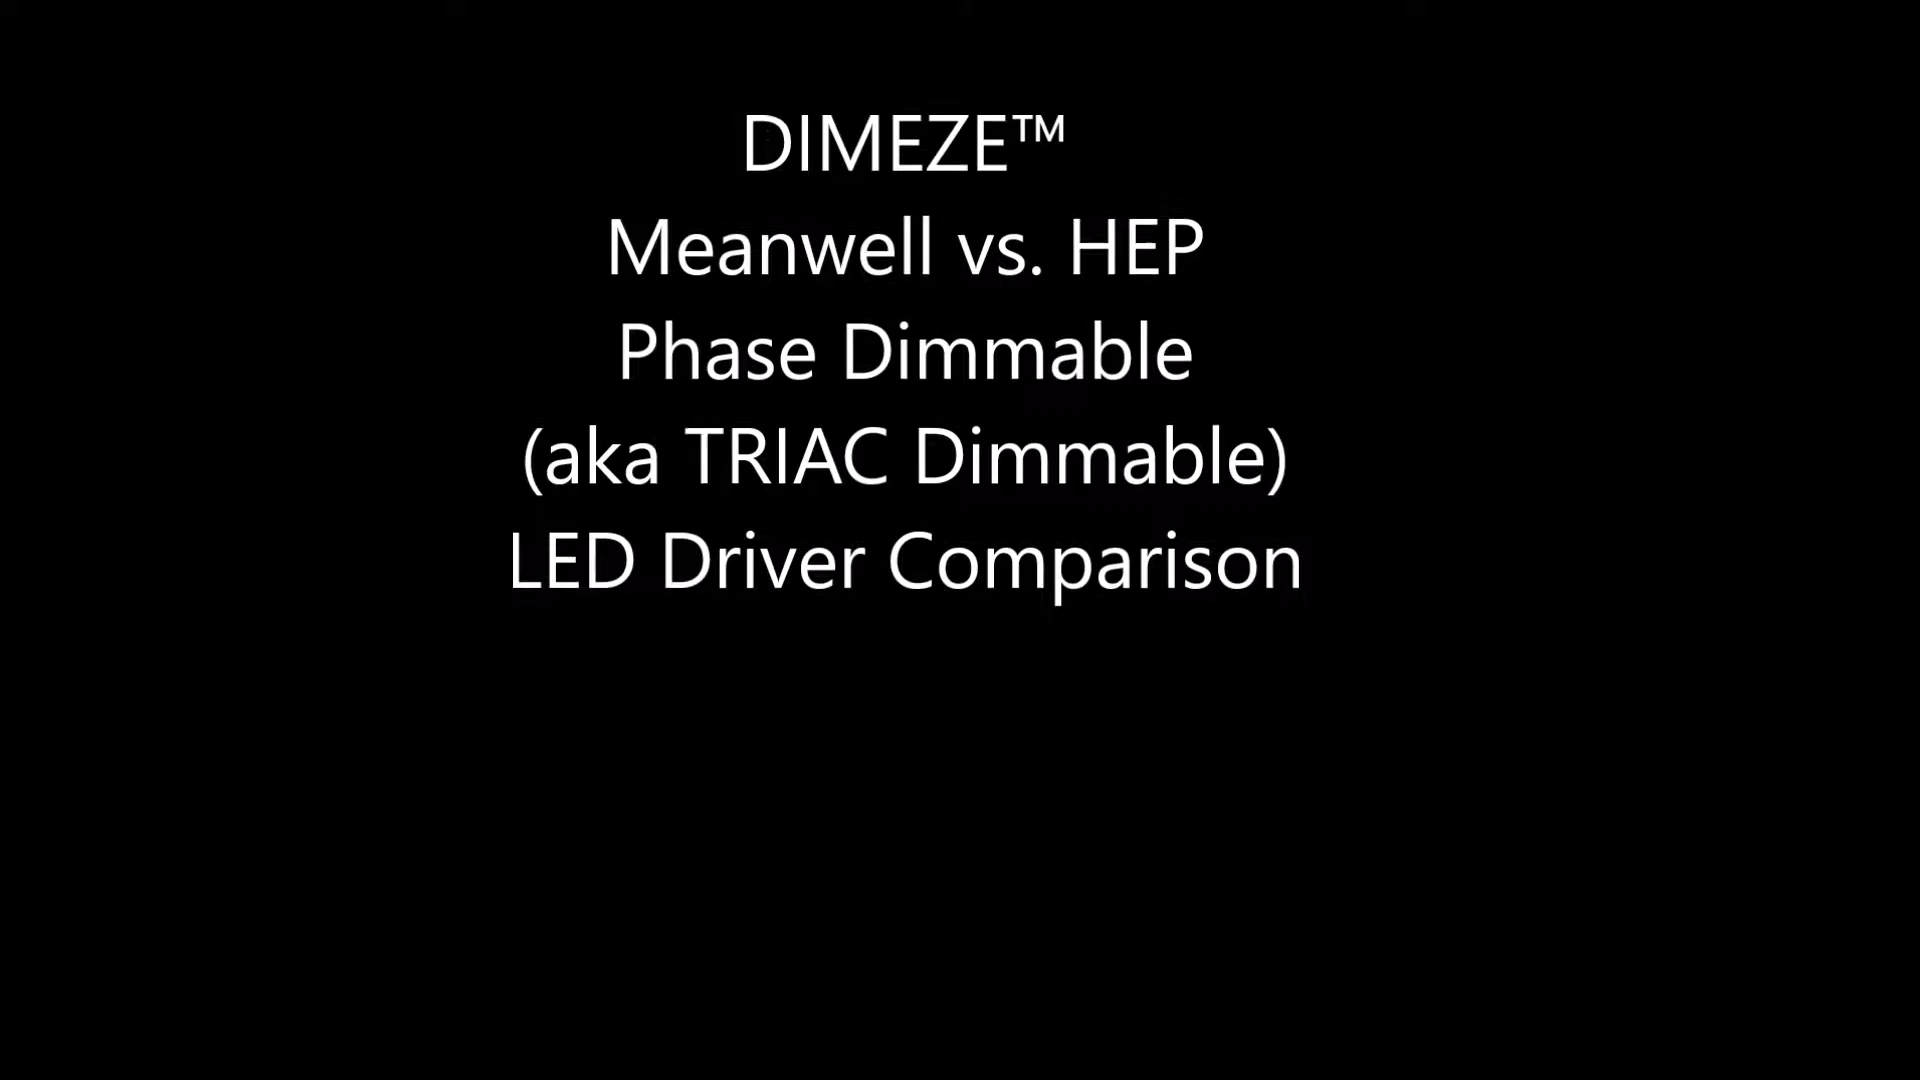 DIMEZE™
Meanwell vs. HEP
Phase Dimmable
(aka TRIAC Dimmable)
LED Driver Comparison